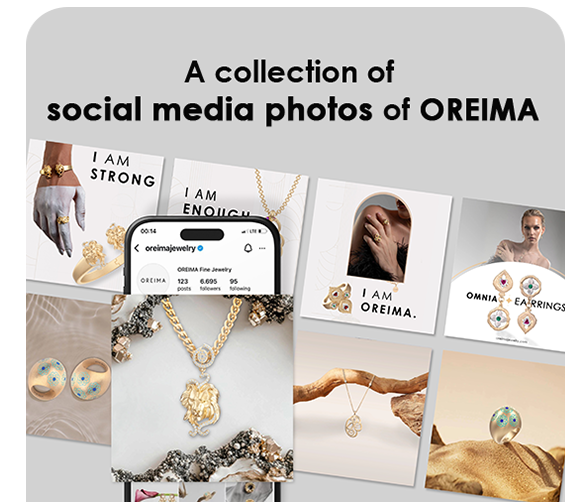 A collection of
social media photos of OREIMA
I AM
STRONG
I AM
ENOUGH
00:14
LTE
oreimajewelry
OREIMA
OREIMA Fine Jewelry
123
posts
6.695
followers
95
following
I AM
OREIMA.
OMNIA EARRINGS